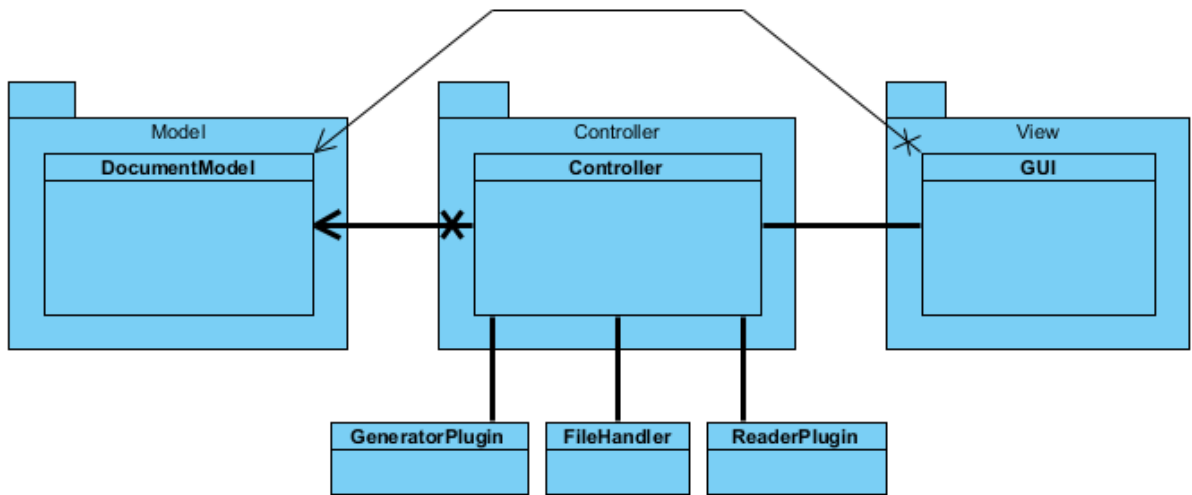 Model
Controller
View
DocumentModel
Controller
GUI
GeneratorPlugin
FileHandler
ReaderPlugin